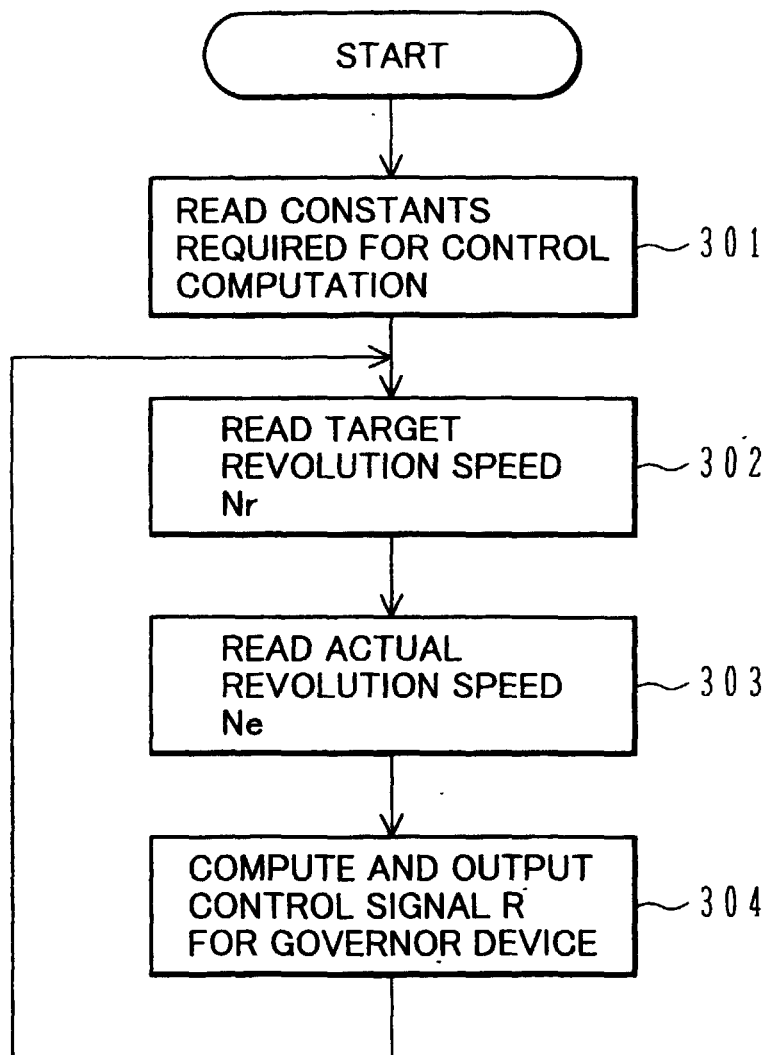 START
READ CONSTANTS
REQUIRED FOR CONTROL
COMPUTATION
301
READ TARGET
REVOLUTION SPEED
Nr
302
READ ACTUAL
REVOLUTION SPEED
Ne
303
COMPUTE AND OUTPUT
CONTROL SIGNAL R
FOR GOVERNOR DEVICE
304